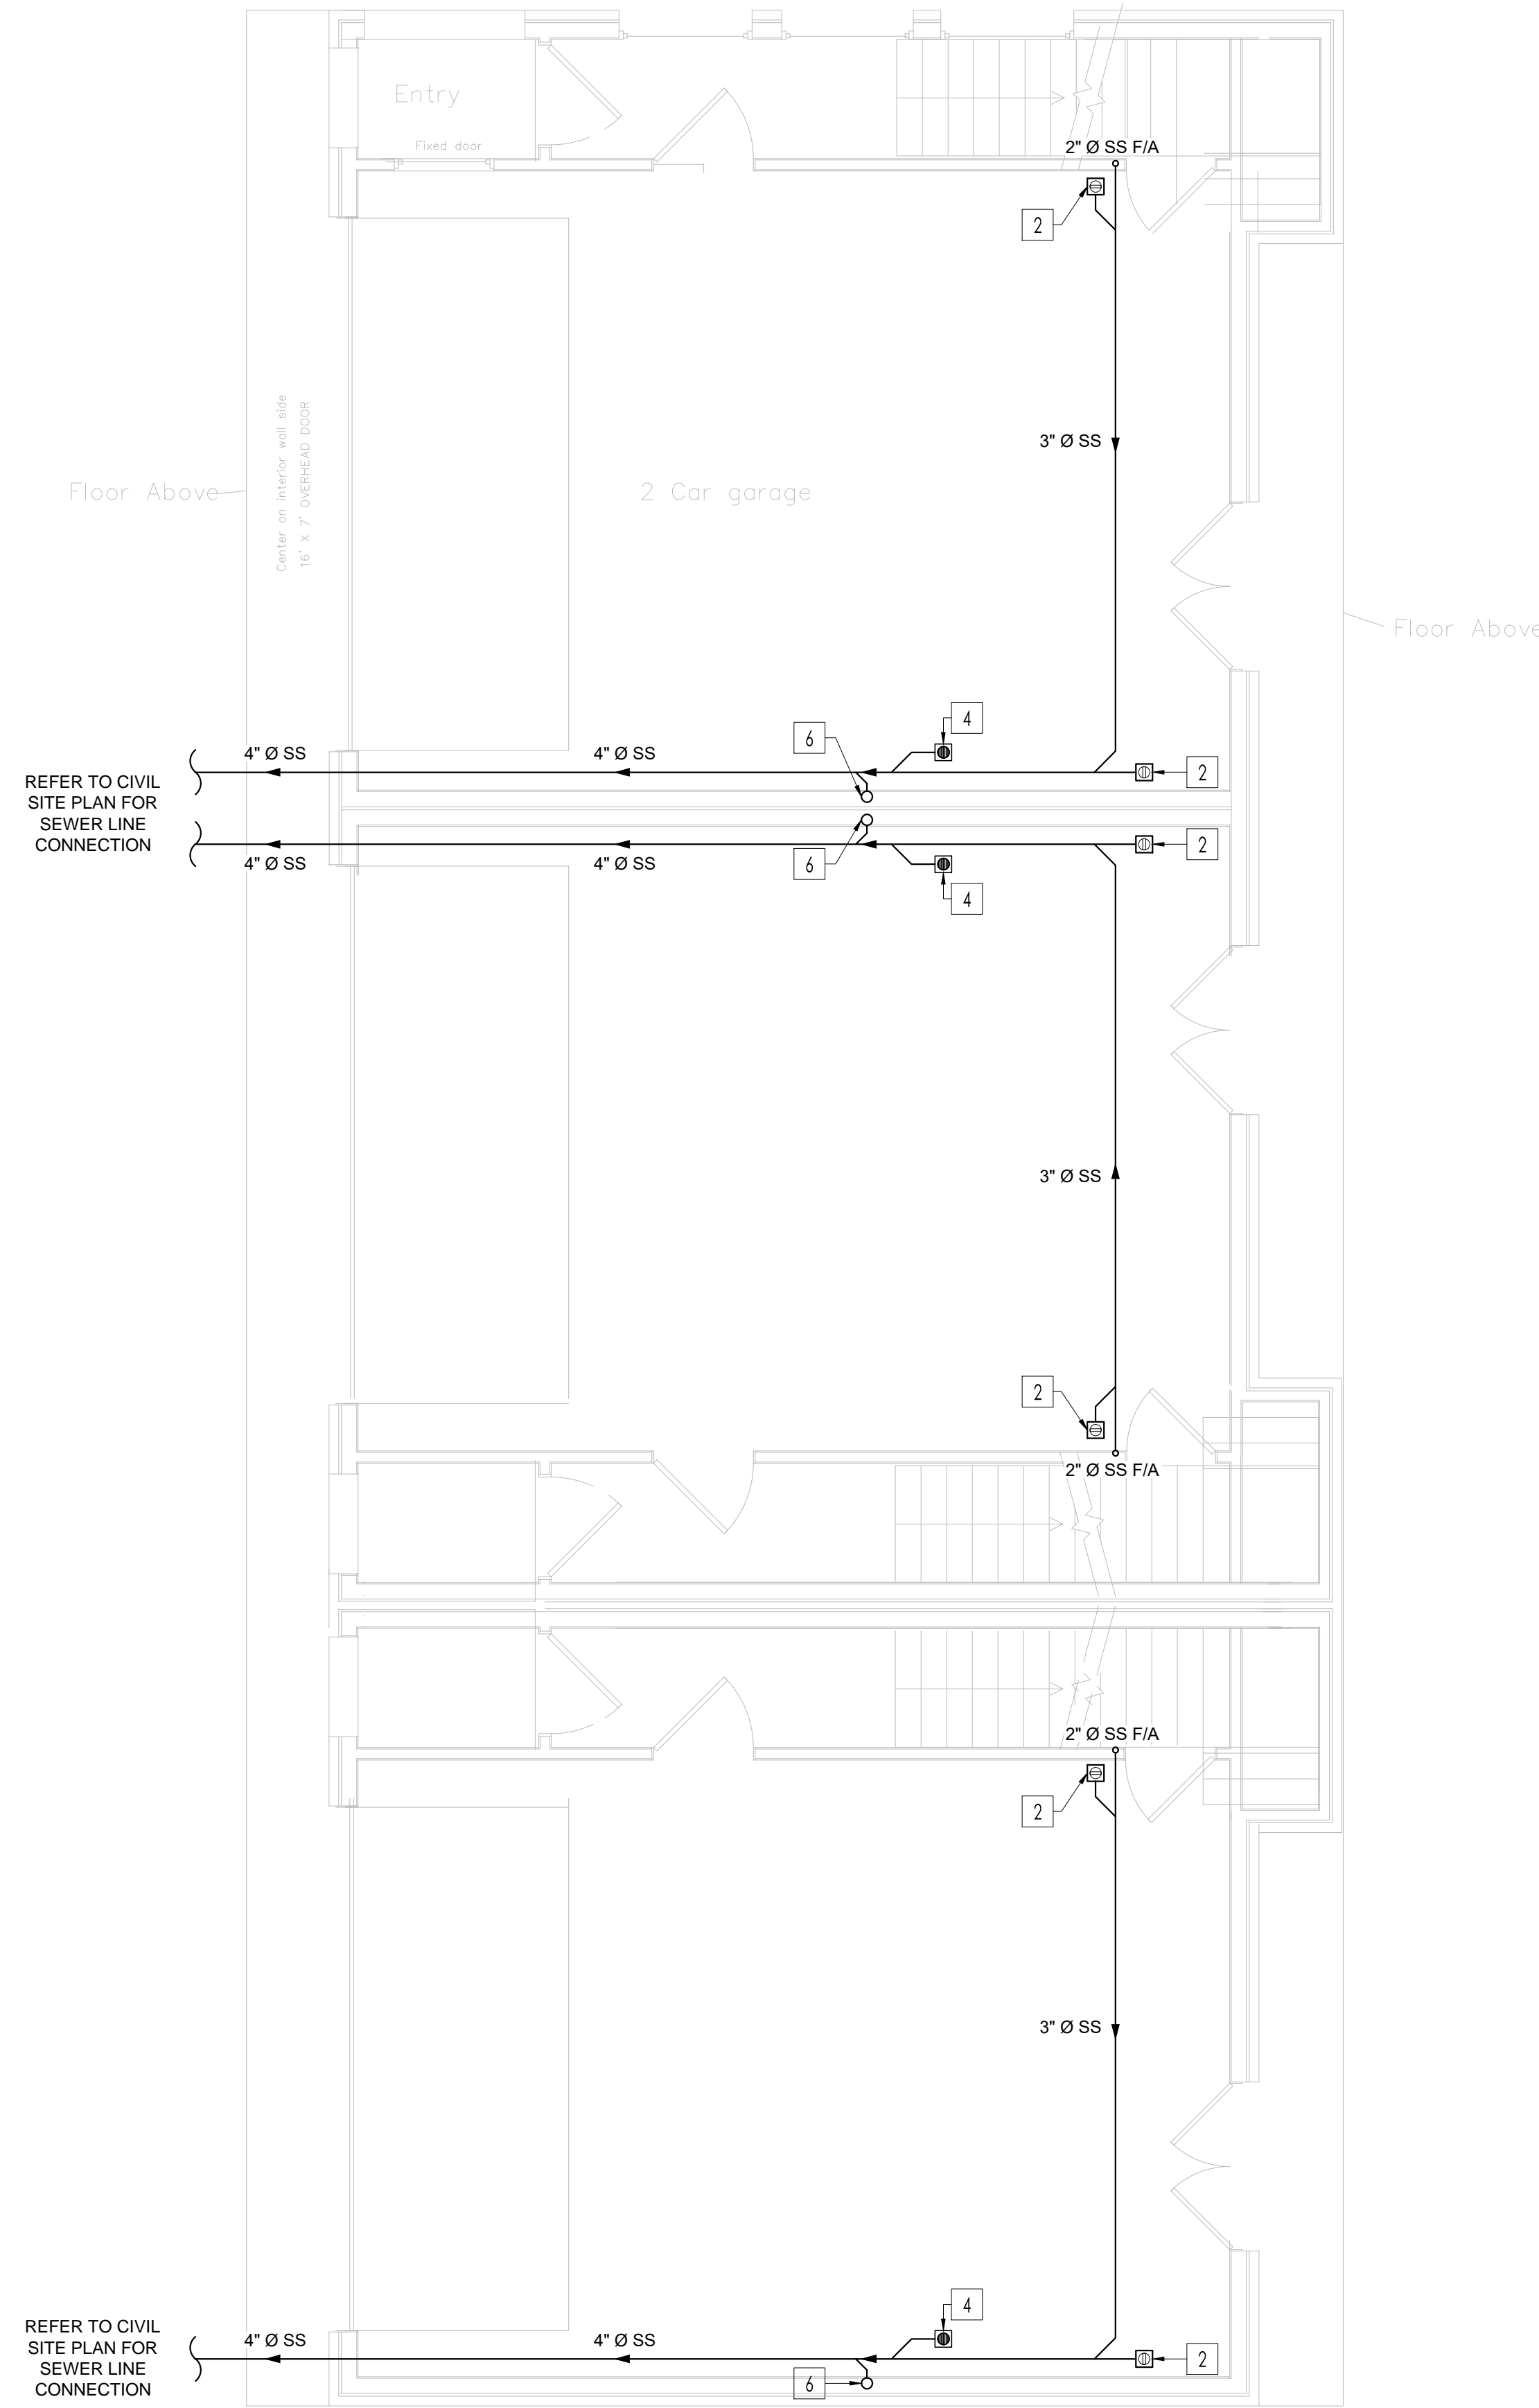 Entry
Fixed door
2" Ø SS F/A
2
3" Ø SS
Center on interior wall side
16' X 7' OVERHEAD DOOR
Floor Above
2 Car garage
Floor Above
4
6
4" Ø SS
4" Ø SS
2
REFER TO CIVIL
SITE PLAN FOR
SEWER LINE
CONNECTION
4" Ø SS
4" Ø SS
6
2
4
3" Ø SS
2
2" Ø SS F/A
2" Ø SS F/A
2
3" Ø SS
4
REFER TO CIVIL
SITE PLAN FOR
SEWER LINE
CONNECTION
4" Ø SS
4" Ø SS
2
6